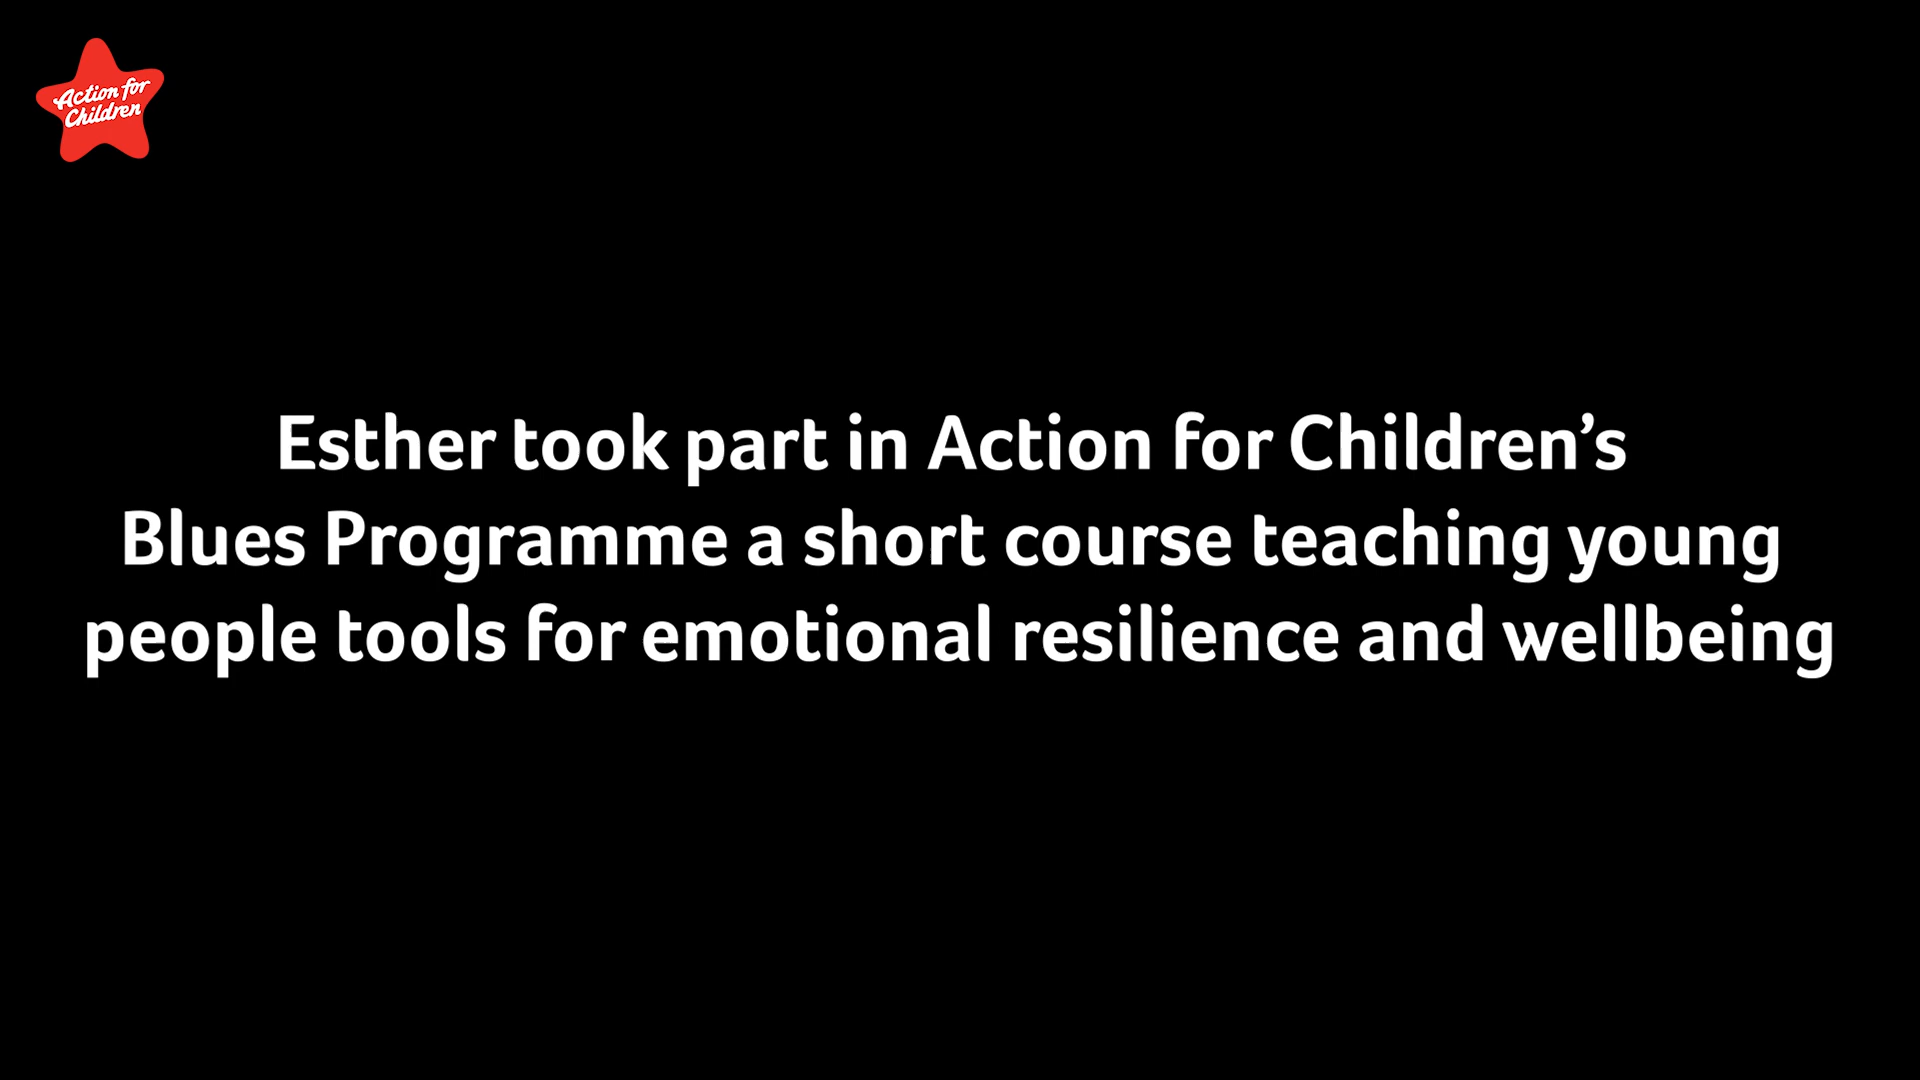 Action for
Children
Esther took part in Action for Children’s
Blues Programme a short course teaching young
people tools for emotional resilience and wellbeing